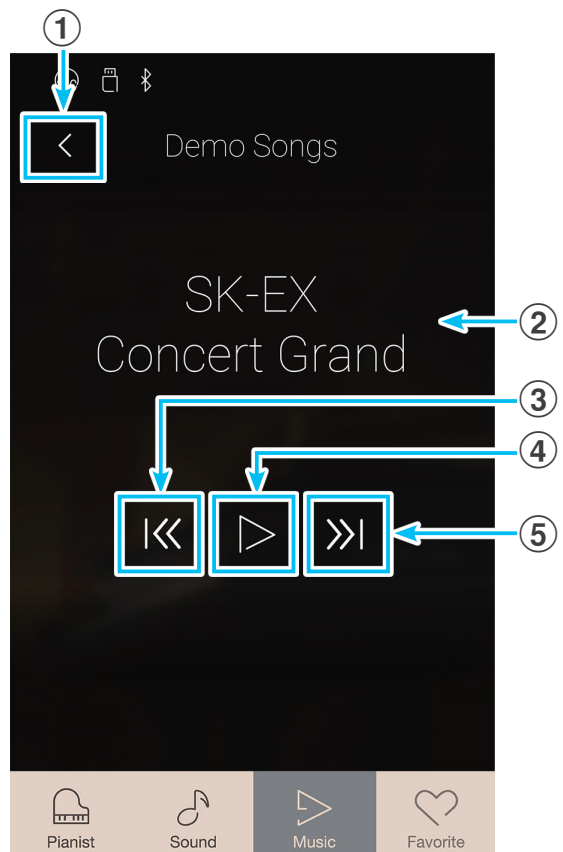 ①
Demo Songs
SK-EX
②
Concert Grand
③
④
⑤
Pianist Sound Music Favorite